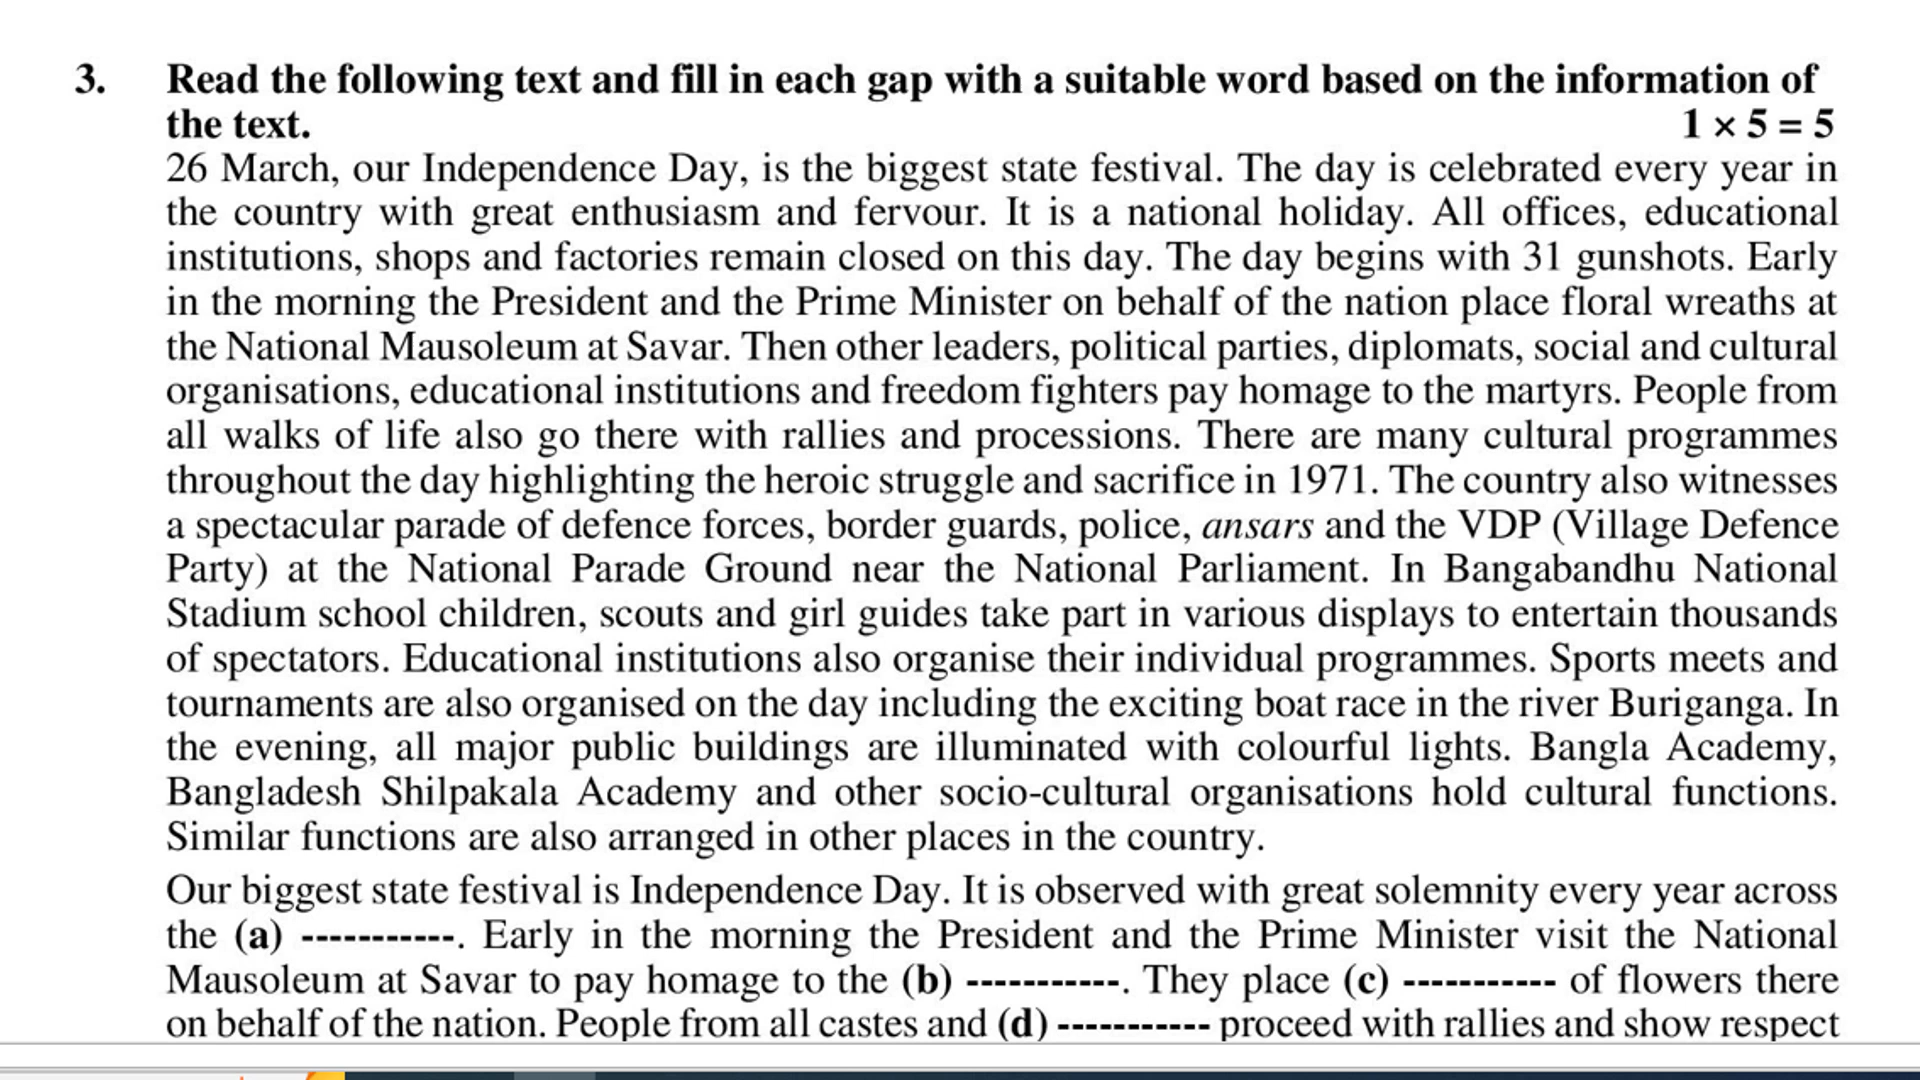 3. Read the following text and fill in each gap with a suitable word based on the information of
the text. 1 × 5 = 5
26 March, our Independence Day, is the biggest state festival. The day is celebrated every year in
the country with great enthusiasm and fervour. It is a national holiday. All offices, educational
institutions, shops and factories remain closed on this day. The day begins with 31 gunshots. Early
in the morning the President and the Prime Minister on behalf of the nation place floral wreaths at
the National Mausoleum at Savar. Then other leaders, political parties, diplomats, social and cultural
organisations, educational institutions and freedom fighters pay homage to the martyrs. People from
all walks of life also go there with rallies and processions. There are many cultural programmes
throughout the day highlighting the heroic struggle and sacrifice in 1971. The country also witnesses
a spectacular parade of defence forces, border guards, police, ansars and the VDP (Village Defence
Party) at the National Parade Ground near the National Parliament. In Bangabandhu National
Stadium school children, scouts and girl guides take part in various displays to entertain thousands
of spectators. Educational institutions also organise their individual programmes. Sports meets and
tournaments are also organised on the day including the exciting boat race in the river Buriganga. In
the evening, all major public buildings are illuminated with colourful lights. Bangla Academy,
Bangladesh Shilpakala Academy and other socio-cultural organisations hold cultural functions.
Similar functions are also arranged in other places in the country.
Our biggest state festival is Independence Day. It is observed with great solemnity every year across
the (a) -----------. Early in the morning the President and the Prime Minister visit the National
Mausoleum at Savar to pay homage to the (b) -----------. They place (c) ----------- of flowers there
on behalf of the nation. People from all castes and (d) ----------- proceed with rallies and show respect